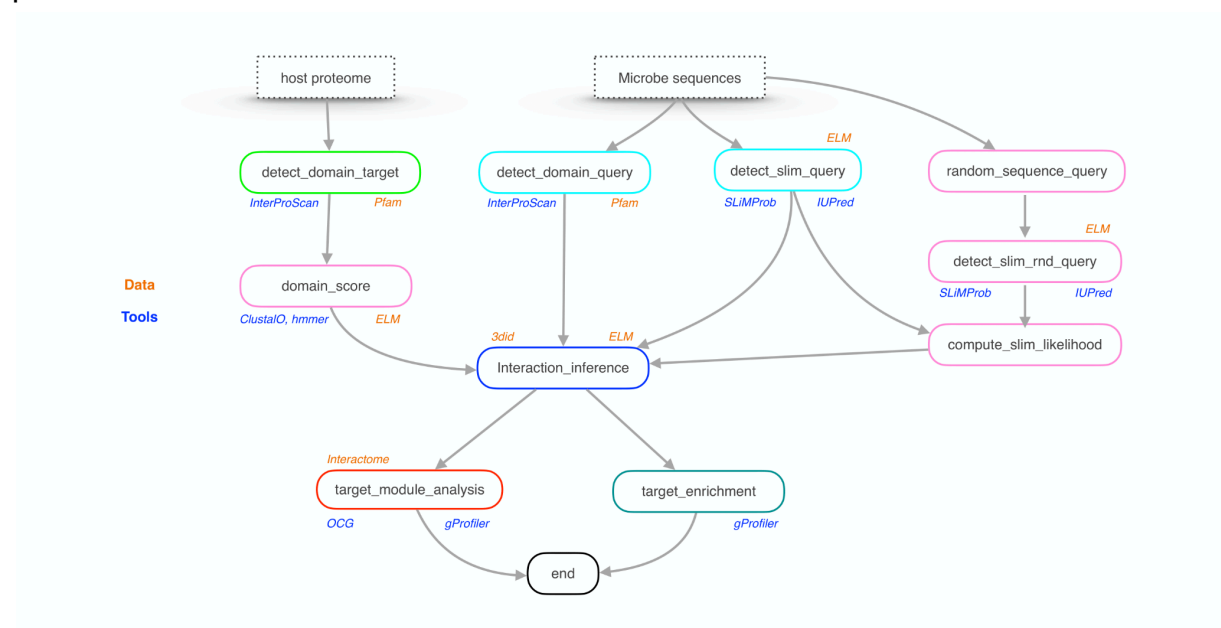 host proteome
Microbe sequences
ELM
detect_domain_target
detect_domain_query
detect_slim_query
random_sequence_query
InterProScan
Pfam
InterProScan
Pfam
SLiMProb
IUPred
ELM
detect_slim_rnd_query
Data
domain_score
SLiMProb
IUPred
Tools
ClustalO, hmmer
ELM
3did
ELM
compute_slim_likelihood
Interaction_inference
Interactome
target_module_analysis
target_enrichment
OCG
gProfiler
gProfiler
end